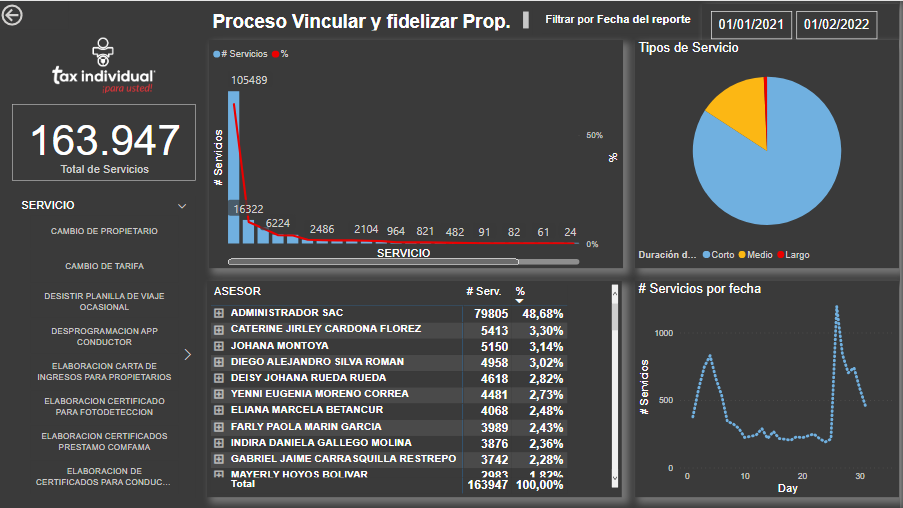 Proceso Vincular y fidelizar Prop.
Filtrar por Fecha del reporte
01/01/2021
01/02/2022
tax individual
¡para usted!
163.947
Total de Servicios
SERVICIO
CAMBIO DE PROPIETARIO
CAMBIO DE TARIFA
DESISTIR PLANILLA DE VIAJE
OCASIONAL
DESPROGRAMACION APP
CONDUCTOR
ELABORACION CARTA DE
INGRESOS PARA PROPIETARIOS
ELABORACION CERTIFICADO
PARA FOTODETECCION
ELABORACION CERTIFICADOS
PRESTAMO COMFAMA
ELABORACION DE
CERTIFICADOS PARA CONDUC...
# Servicios %
105489
16322
6224
2486
2104
964
821
482
91
82
61
24
# Servidos
50%
0%
%
SERVICIO
Tipos de Servicio
Duración d... Corto Medio Largo
ASESOR # Serv. %
ADMINISTRADOR SAC 79805 48,68%
CATERINE JIRLEY CARDONA FLOREZ 5413 3,30%
JOHANA MONTOYA 5150 3,14%
DIEGO ALEJANDRO SILVA ROMAN 4958 3,02%
DEISY JOHANA RUEDA RUEDA 4618 2,82%
YENNI EUGENIA MORENO CORREA 4481 2,73%
ELIANA MARCELA BETANCUR 4068 2,48%
FARLY PAOLA MARIN GARCIA 3989 2,43%
INDIRA DANIELA GALLEGO MOLINA 3876 2,36%
GABRIEL JAIME CARRASQUILLA RESTREPO 3742 2,28%
MAYERLY HOYOS BOLIVAR 2983 1,82%
Total 163947 100,00%
# Servicios por fecha
# Servidos
1000
500
0
0 10 20 30
Day